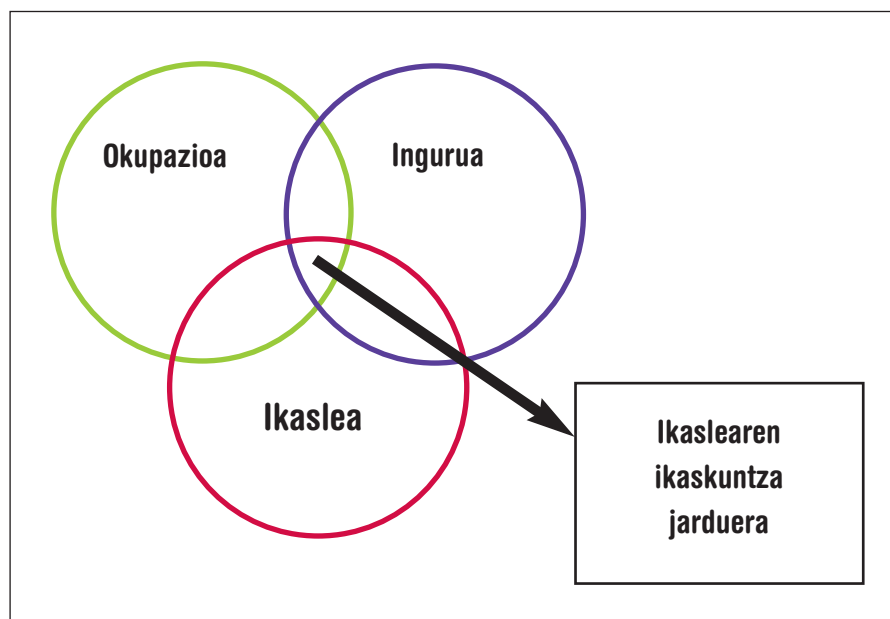 Okupazioa
Ingurua
Ikaslea
Ikaslearen
ikaskuntza
jarduera